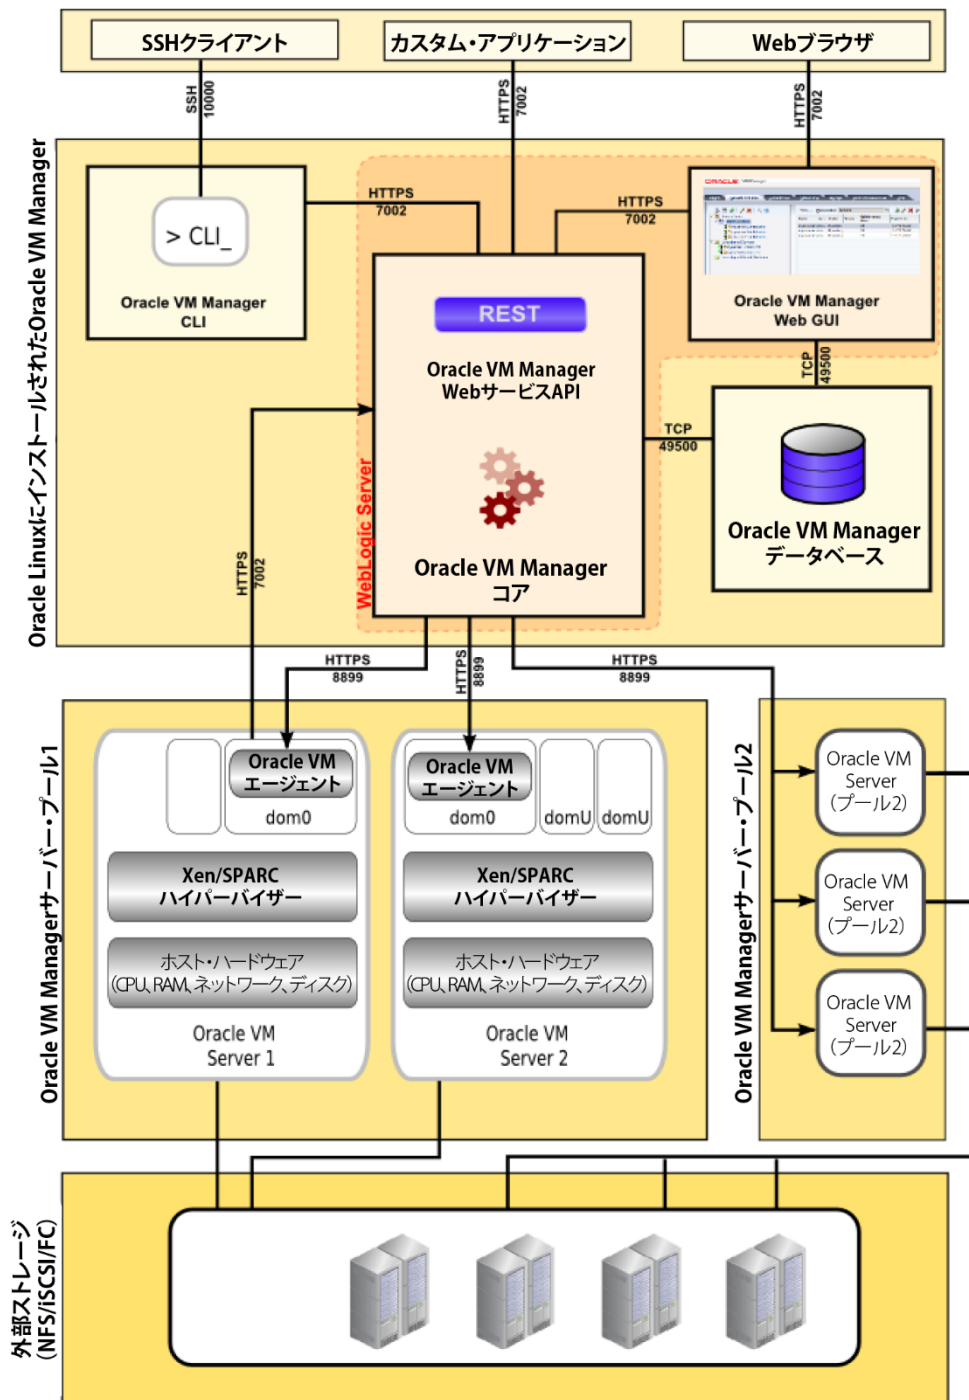 SSHクライアント
カスタム・アプリケーション
Webブラウザ
SSH
10000
HTTPS
7002
HTTPS
7002
Oracle LinuxにインストールされたOracle VM Manager
> CLI_
Oracle VM Manager
CLI
HTTPS
7002
HTTPS
7002
ORACLE
Oracle VM Manager
Web GUI
REST
Oracle VM Manager
WebサービスAPI
TCP
49500
TCP
49500
WebLogic Server
Oracle VM Manager
コア
Oracle VM Manager
データベース
HTTPS
7002
HTTPS
8899
HTTPS
8899
HTTPS
8899
Oracle VM Managerサーバー・プール1
Oracle VM
エージェント
dom0
Xen/SPARC
ハイパーバイザー
ホスト・ハードウェア
(CPU、RAM、ネットワーク、ディスク)
Oracle VM
Server 1
Oracle VM
エージェント
dom0
domU
domU
Xen/SPARC
ハイパーバイザー
ホスト・ハードウェア
(CPU、RAM、ネットワーク、ディスク)
Oracle VM
Server 2
Oracle VM Managerサーバー・プール2
Oracle VM
Server
(プール2)
Oracle VM
Server
(プール2)
Oracle VM
Server
(プール2)
外部ストレージ
(NFS/iSCSI/FC)